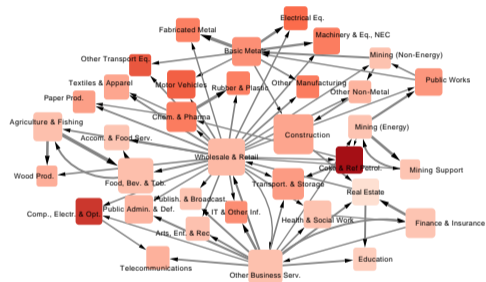 Electrical Eq.
Fabricated Metal
Machinery & Eq., NEC
Basic Metal
Mining (Non-Energy)
Other Transport Eq.
Public Works
Textiles & Apparel
Motor Vehicles
Rubber & Plastic
Other Manufacturing
Other Non-Metal
Paper Prod.
Chem. & Pharma
Agriculture & Fishing
Mining (Energy)
Accom. & Food Serv.
Construction
Wholesale & Retail
Coke & Ref Petrol.
Mining Support
Wood Prod.
Food, Bev. & Tob.
Transport. & Storage
Real Estate
Publish. & Broadcast.
Comp., Electr. & Opt.
Public Admin. & Def.
IT & Other Inf.
Health & Social Work
Finance & Insurance
Arts, Ent. & Rec.
Telecommunications
Other Business Serv.
Education